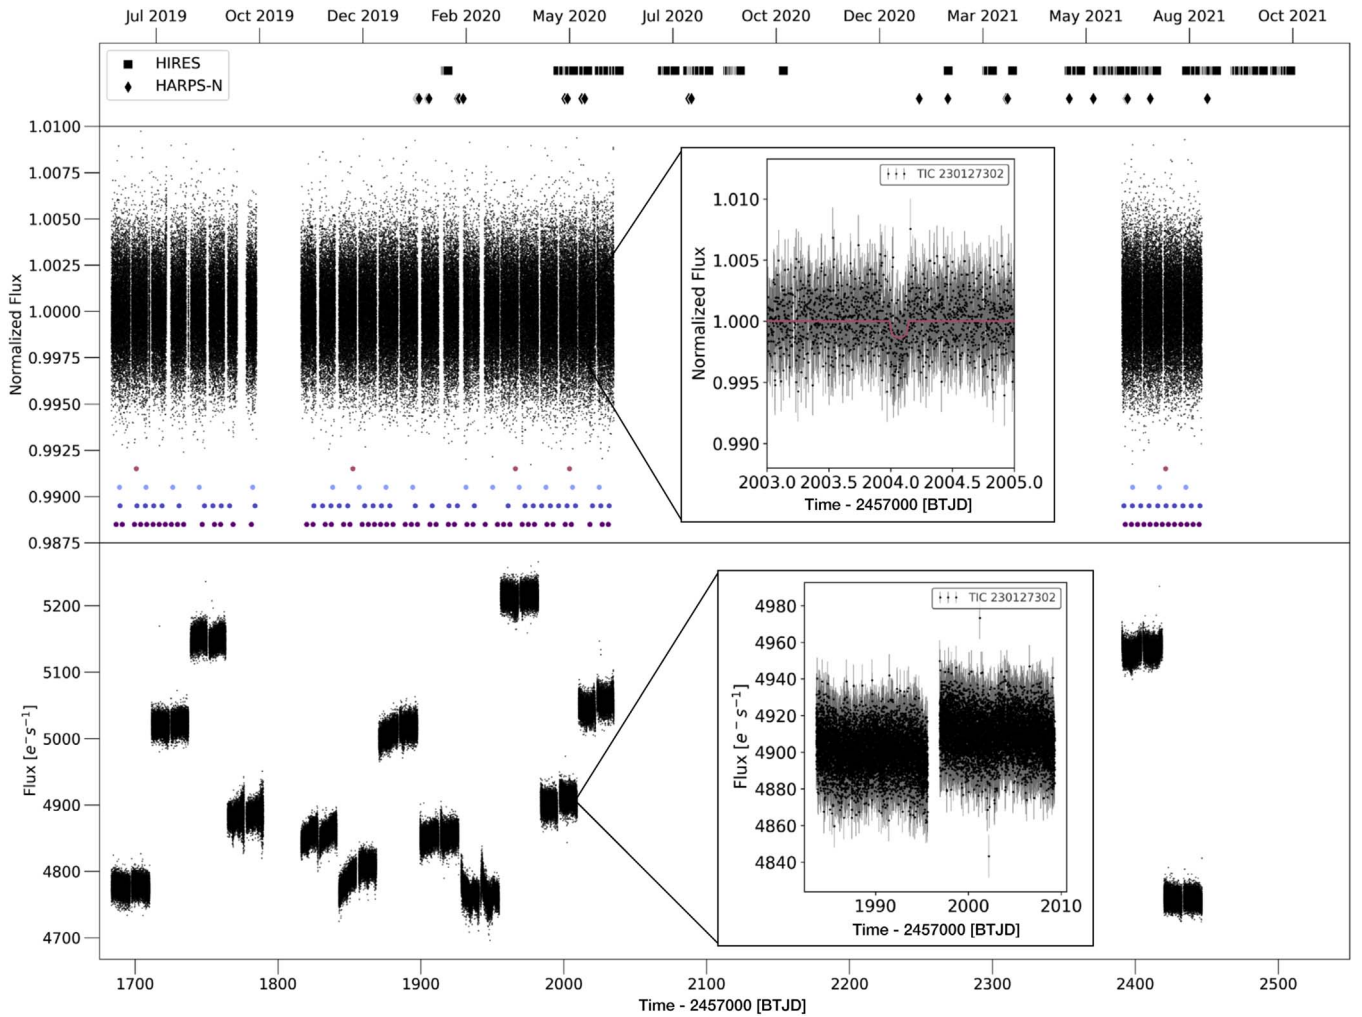 Jul 2019 Oct 2019 Dec 2019 Feb 2020 May 2020 Jul 2020 Oct 2020 Dec 2020 Mar 2021 May 2021 Aug 2021 Oct 2021
HIRES
HARPS-N
Normalized Flux
1.0100
1.0075
1.0050
1.0025
1.0000
0.9975
0.9950
0.9925
0.9900
0.9875
TIC 230127302
Normalized Flux
1.010
1.005
1.000
0.995
0.990
2003.0 2003.5 2004.0 2004.5 2005.0
Time - 2457000 [BTJD]
Flux [e⁻ s⁻¹]
5200
5100
5000
4900
4800
4700
TIC 230127302
Flux [e⁻ s⁻¹]
4980
4960
4940
4920
4900
4880
4860
4840
1990 2000 2010
Time - 2457000 [BTJD]
1700 1800 1900 2000 2100 2200 2300 2400 2500
Time - 2457000 [BTJD]